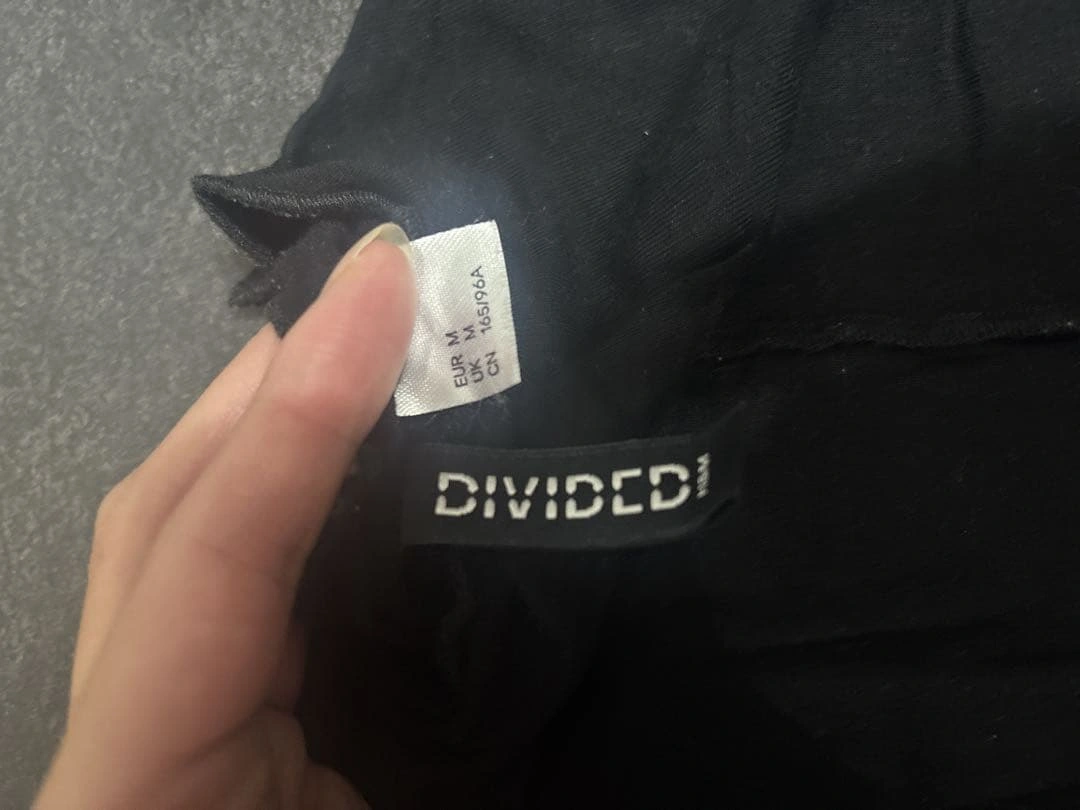 EUR M
UK M
CN 165/96A
DIVIDED
H&M